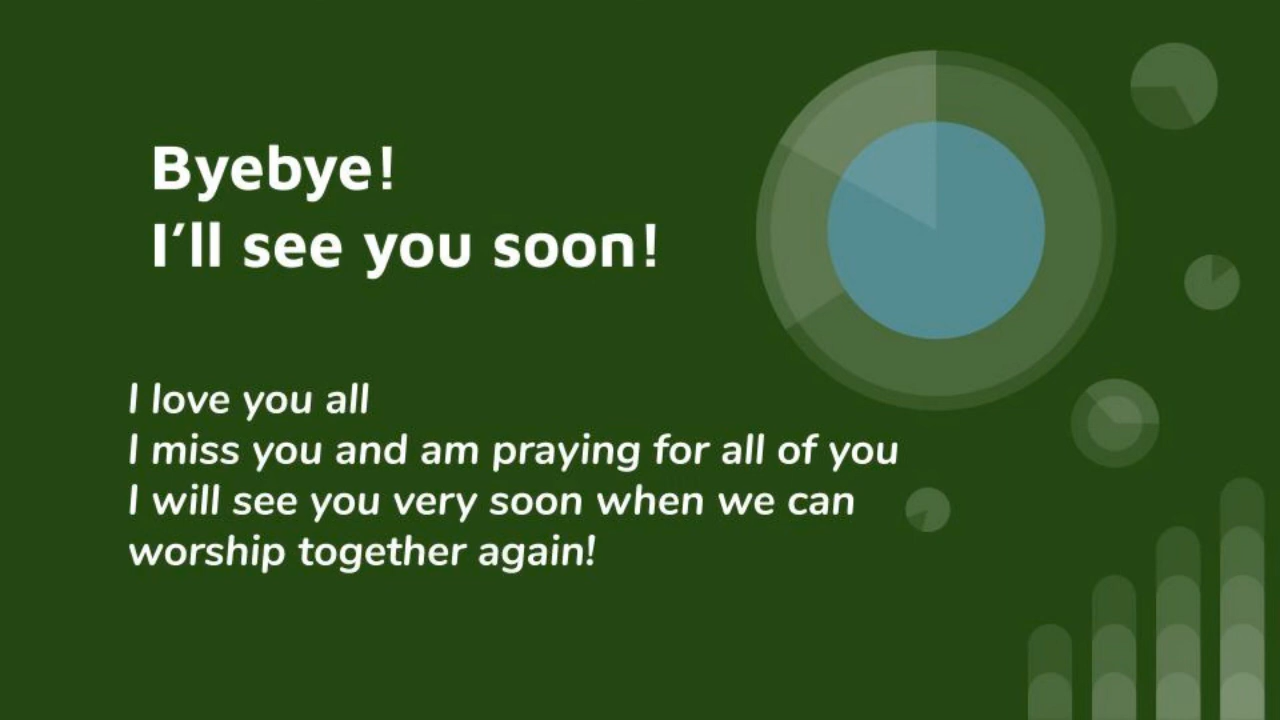 Byebye!
I’ll see you soon!
I love you all
I miss you and am praying for all of you
I will see you very soon when we can
worship together again!